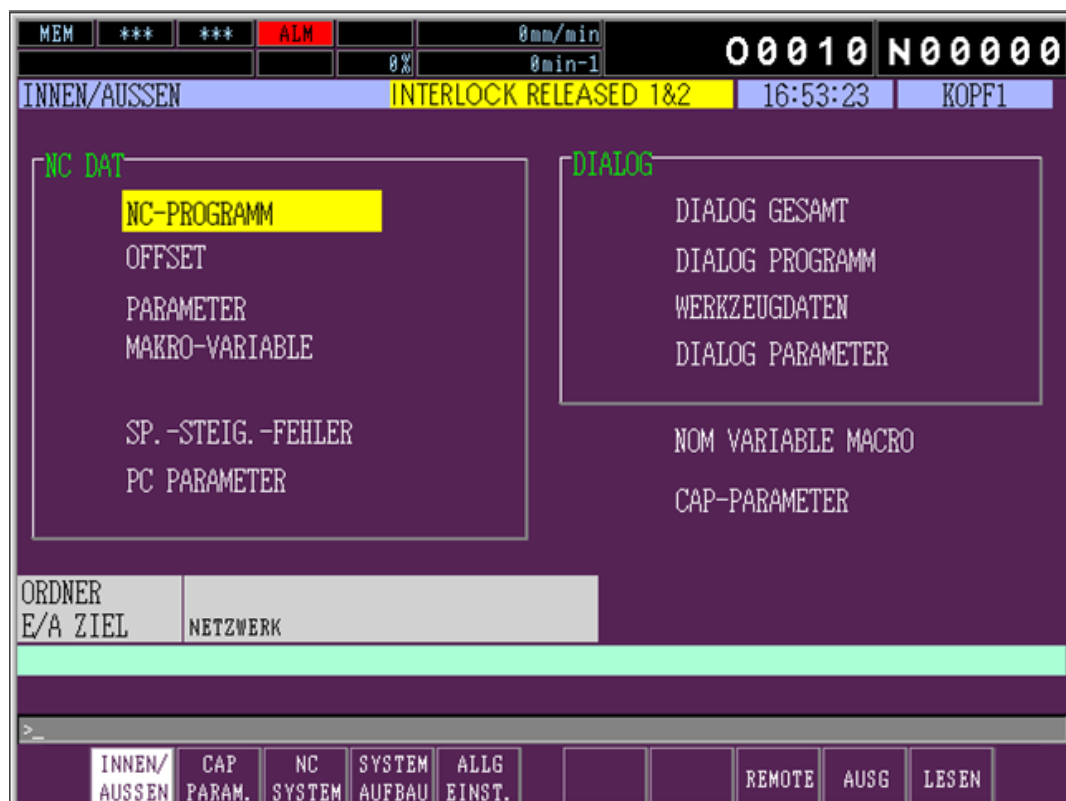 MEM *** *** ALM 0mm/min
0% 0min-1 O0010 N00000
INNEN/AUSSEN INTERLOCK RELEASED 1&2 16:53:23 KOPF1
NC DAT
NC-PROGRAMM
OFFSET
PARAMETER
MAKRO-VARIABLE
SP.-STEIG.-FEHLER
PC PARAMETER
DIALOG
DIALOG GESAMT
DIALOG PROGRAMM
WERKZEUGDATEN
DIALOG PARAMETER
NOM VARIABLE MACRO
CAP-PARAMETER
ORDNER
E/A ZIEL NETZWERK
>_
INNEN/ CAP NC SYSTEM ALLG
AUSSEN PARAM. SYSTEM AUFBAU EINST. REMOTE AUSG LESEN